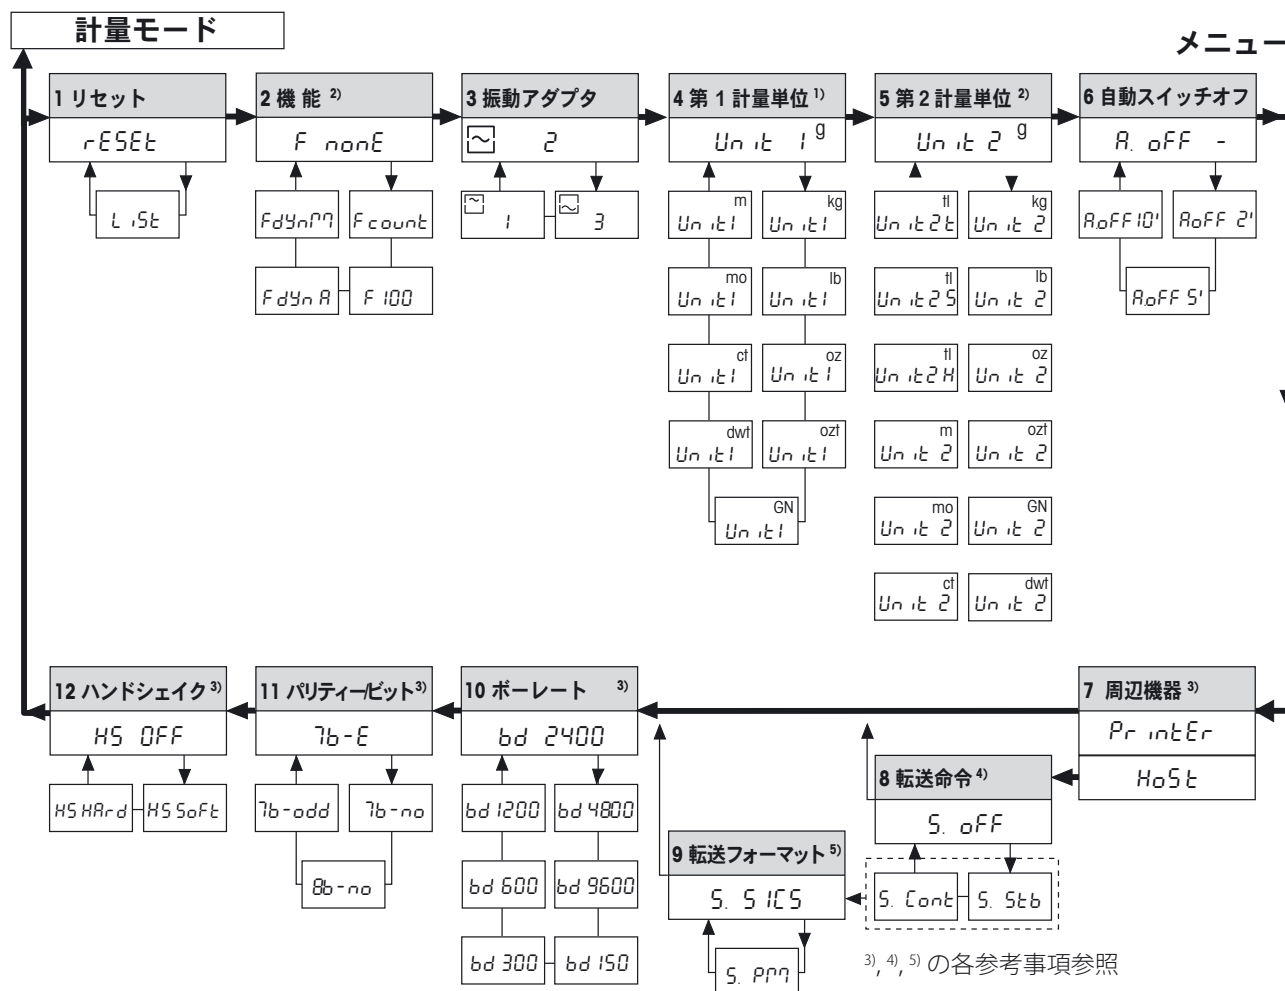 計量モード
メニュー
1 リセット
rESEt
LiSt
2 機 能 2)
F nonE
FdYnM
Fcount
FdYn A
F 100
3 振動アダプタ
2
1
3
4 第 1 計量単位 1)
Unit 1 g
m
Unit1
kg
Unit1
mo
Unit1
lb
Unit1
ct
Unit1
oz
Unit1
dwt
Unit1
ozt
Unit1
GN
Unit1
5 第 2 計量単位 2)
Unit 2 g
tl
Unit2t
kg
Unit 2
tl
Unit2S
lb
Unit 2
tl
Unit2H
oz
Unit 2
m
Unit 2
ozt
Unit 2
mo
Unit 2
GN
Unit 2
ct
Unit 2
dwt
Unit 2
6 自動スイッチオフ
A. oFF -
A.oFF10'
A.oFF 2'
A.oFF 5'
12 ハンドシェイク 3)
HS OFF
HS HArd
HS SoFt
11 パリティー/ビット 3)
7b-E
7b-odd
7b-no
8b-no
10 ボーレート 3)
bd 2400
bd 1200
bd 4800
bd 600
bd 9600
bd 300
bd 150
7 周辺機器 3)
PrintEr
HoSt
8 転送命令 4)
S. oFF
S. Cont
S. Stb
9 転送フォーマット 5)
S. SICS
S. PM
3), 4), 5) の各参考事項参照